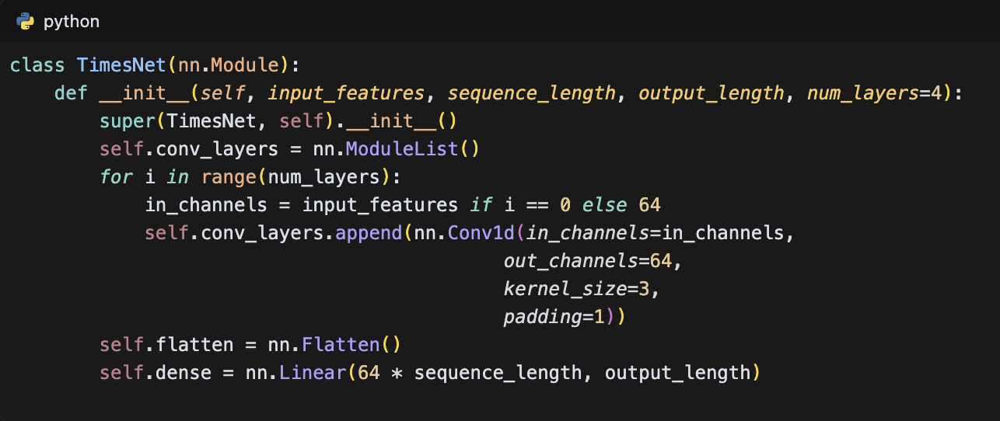 python
class TimesNet(nn.Module):
    def __init__(self, input_features, sequence_length, output_length, num_layers=4):
        super(TimesNet, self).__init__()
        self.conv_layers = nn.ModuleList()
        for i in range(num_layers):
            in_channels = input_features if i == 0 else 64
            self.conv_layers.append(nn.Conv1d(in_channels=in_channels,
                                            out_channels=64,
                                            kernel_size=3,
                                            padding=1))
        self.flatten = nn.Flatten()
        self.dense = nn.Linear(64 * sequence_length, output_length)